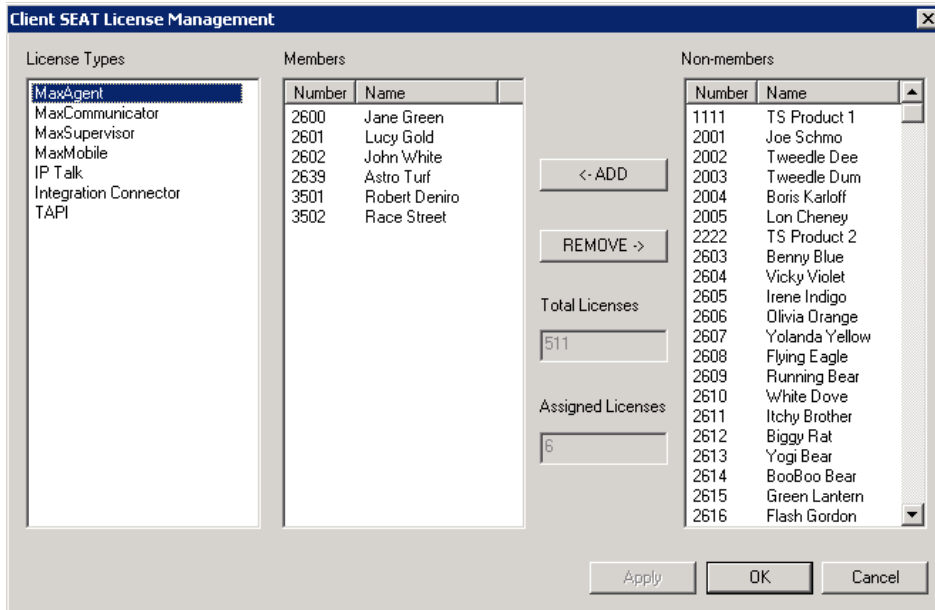 Client SEAT License Management
License Types
MaxAgent
MaxCommunicator
MaxSupervisor
MaxMobile
IP Talk
Integration Connector
TAPI
Members
Number Name
2600 Jane Green
2601 Lucy Gold
2602 John White
2639 Astro Turf
3501 Robert Deniro
3502 Race Street
<- ADD
REMOVE ->
Total Licenses
511
Assigned Licenses
6
Non-members
Number Name
1111 TS Product 1
2001 Joe Schmo
2002 Tweedle Dee
2003 Tweedle Dum
2004 Boris Karloff
2005 Lon Cheney
2222 TS Product 2
2603 Benny Blue
2604 Vicky Violet
2605 Irene Indigo
2606 Olivia Orange
2607 Yolanda Yellow
2608 Flying Eagle
2609 Running Bear
2610 White Dove
2611 Itchy Brother
2612 Biggy Rat
2613 Yogi Bear
2614 BooBoo Bear
2615 Green Lantern
2616 Flash Gordon
Apply
OK
Cancel